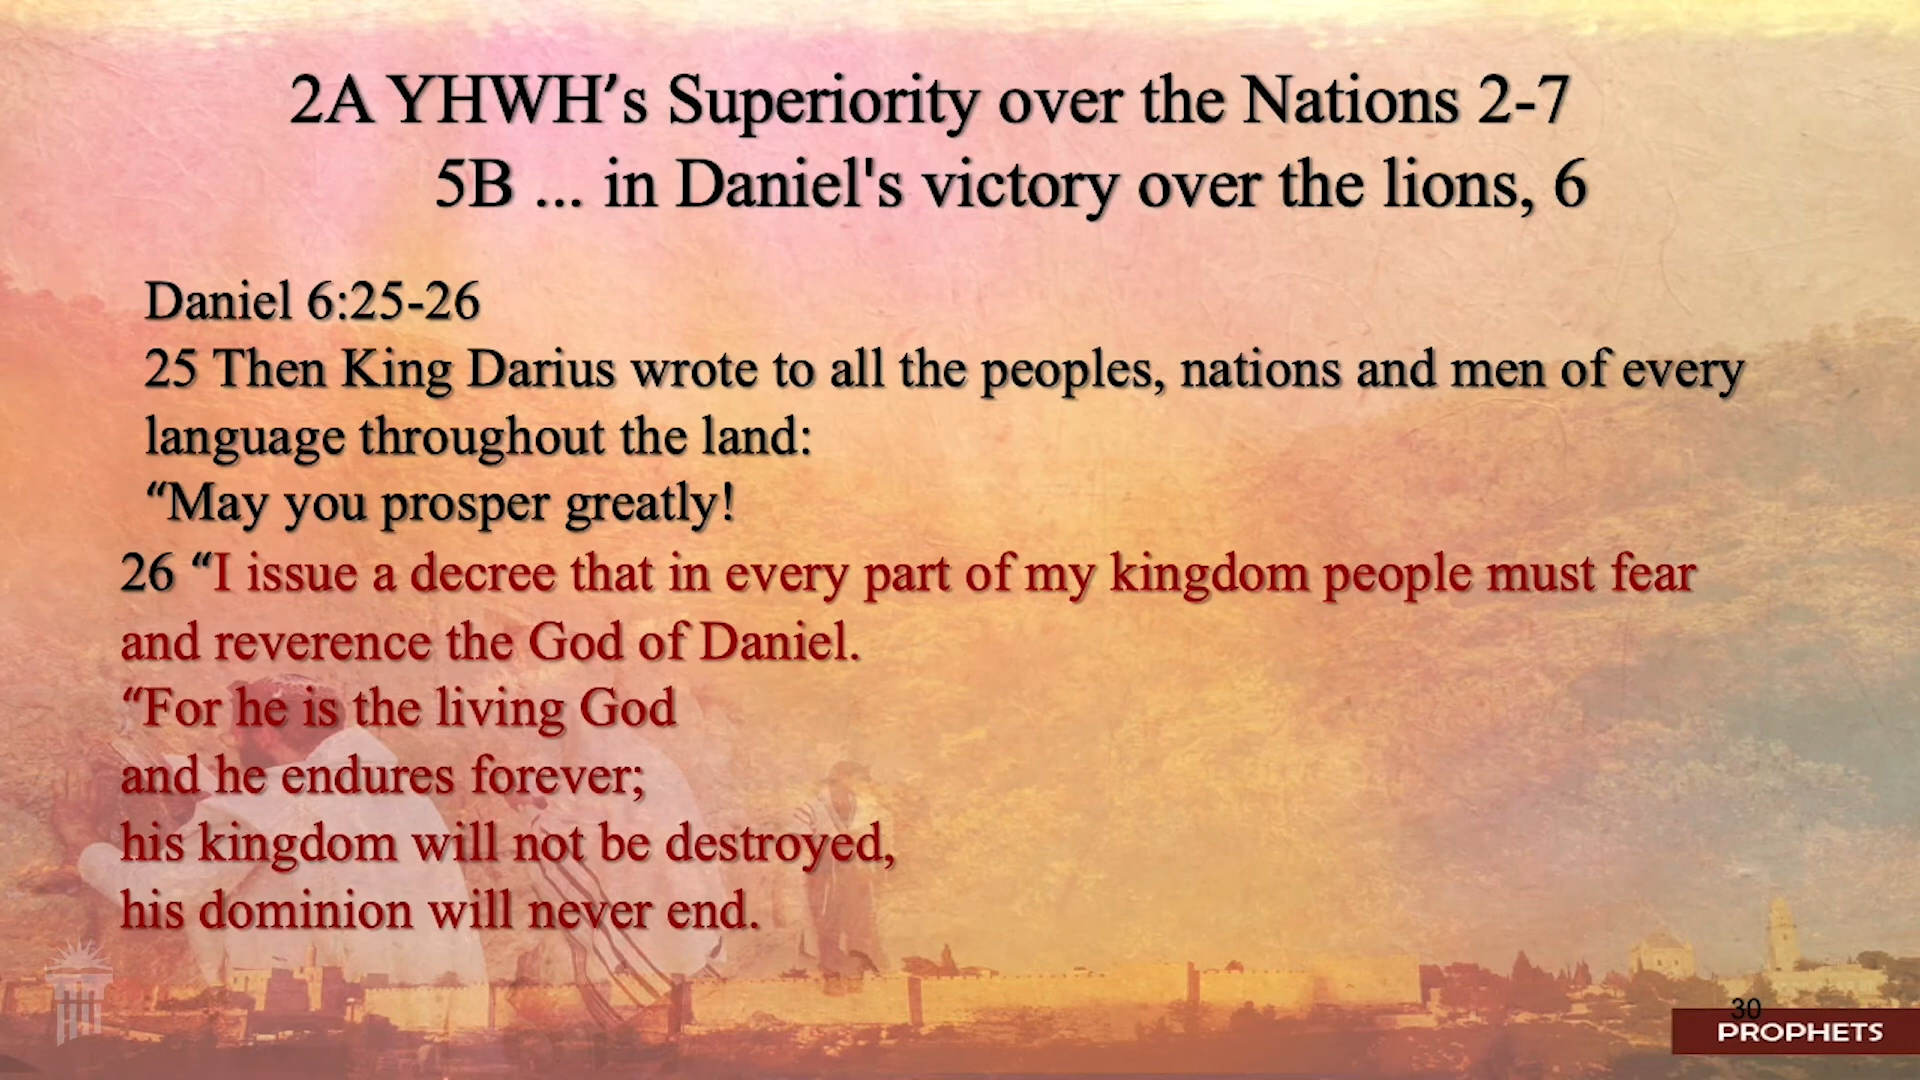 2A YHWH’s Superiority over the Nations 2-7
5B ... in Daniel's victory over the lions, 6
Daniel 6:25-26
25 Then King Darius wrote to all the peoples, nations and men of every
language throughout the land:
“May you prosper greatly!
26 “I issue a decree that in every part of my kingdom people must fear
and reverence the God of Daniel.
“For he is the living God
and he endures forever;
his kingdom will not be destroyed,
his dominion will never end.
30
PROPHETS